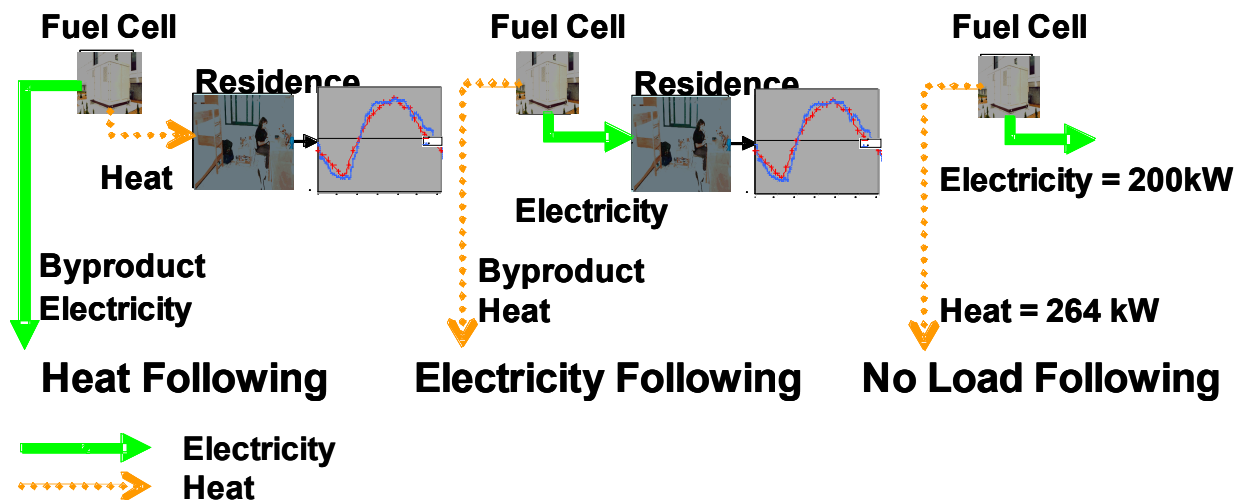 Fuel Cell
Residence
Heat
Byproduct
Electricity
Heat Following
Fuel Cell
Residence
Electricity
Byproduct
Heat
Electricity Following
Fuel Cell
Electricity = 200kW
Heat = 264 kW
No Load Following
Electricity
Heat